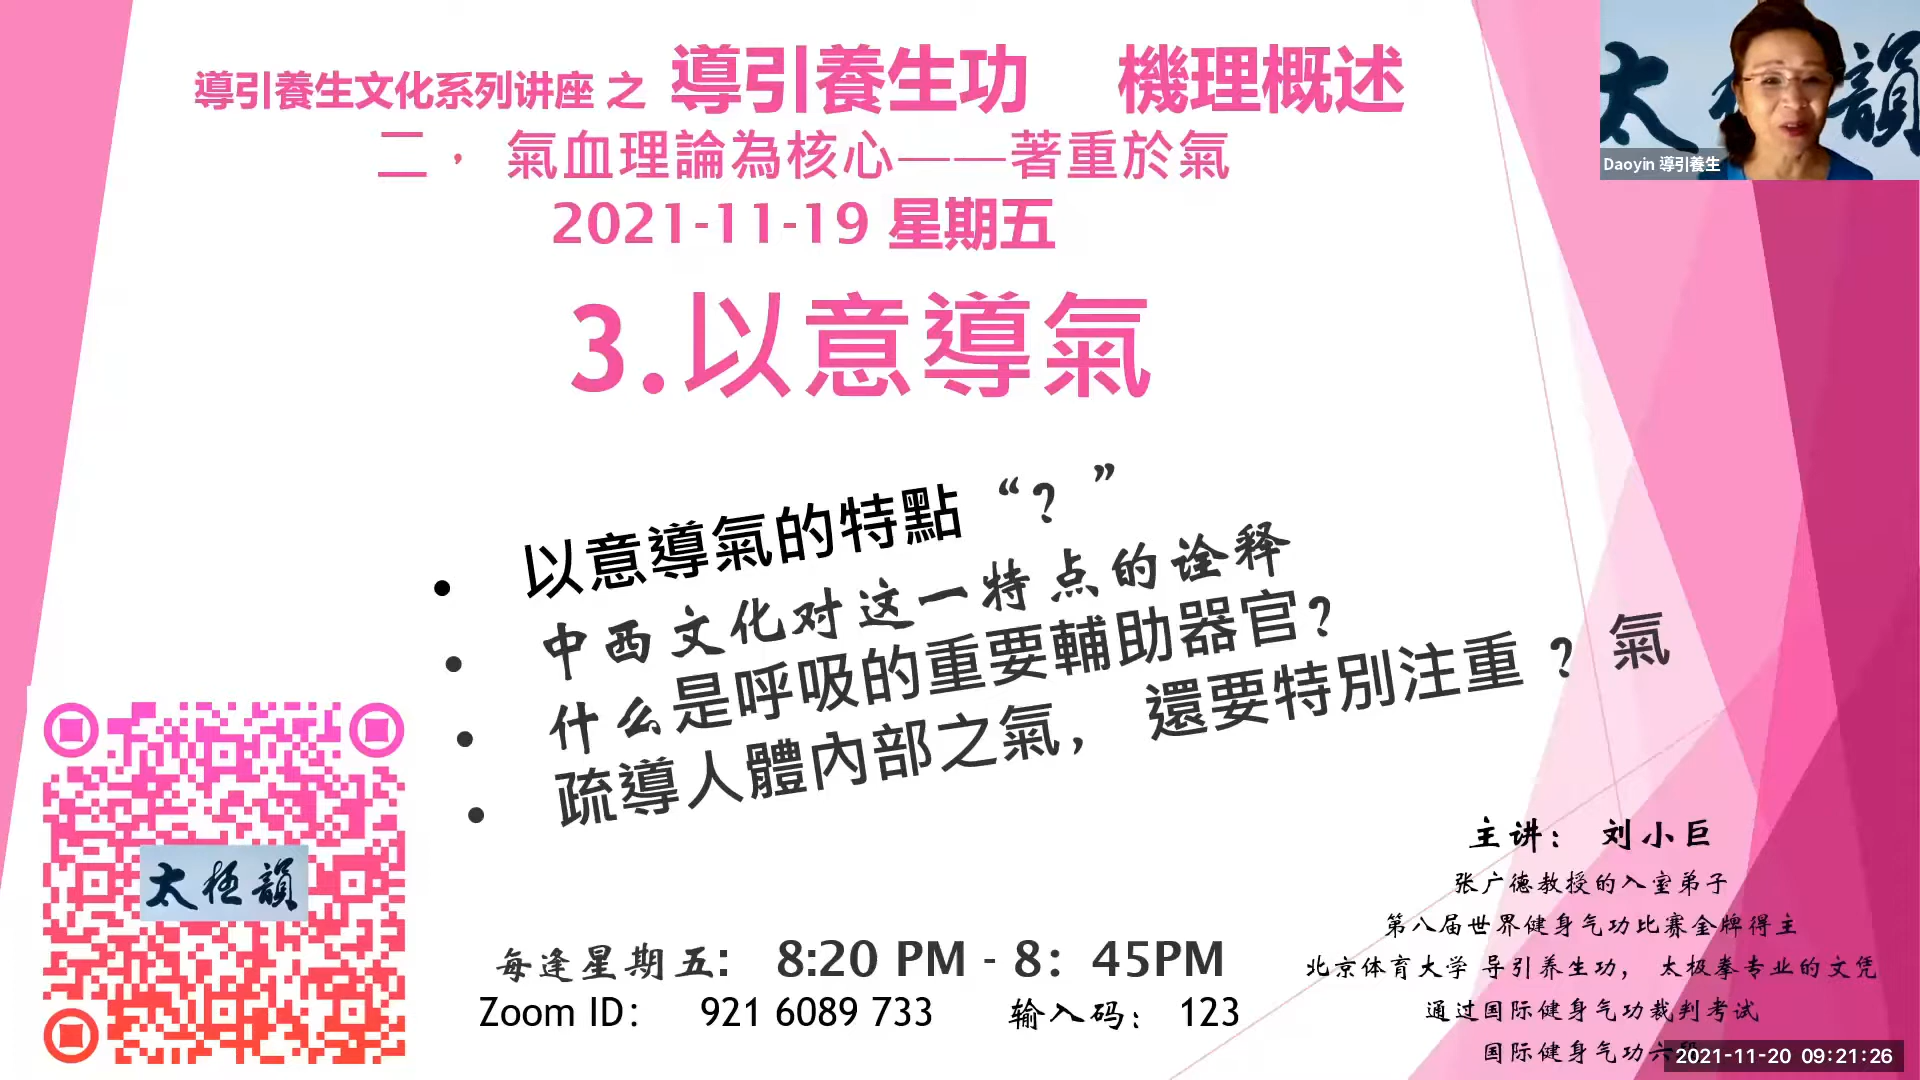 導引養生文化系列讲座 之 導引養生功 機理概述
二， 氣血理論為核心——著重於氣
2021-11-19 星期五
3.以意導氣
• 以意導氣的特點 “? ”
• 中西文化对这一特点的诠释
• 什么是呼吸的重要輔助器官?
• 疏導人體內部之氣， 還要特別注重 ? 氣
太極韻
每逢星期五: 8:20 PM - 8: 45PM
Zoom ID: 921 6089 733 输入码: 123
主讲: 刘小巨
张广德教授的入室弟子
第八届世界健身气功比赛金牌得主
北京体育大学 导引养生功， 太极拳专业的文凭
通过国际健身气功裁判考试
国际健身气功六段
太 韻
Daoyin 導引養生
2021-11-20 09:21:26